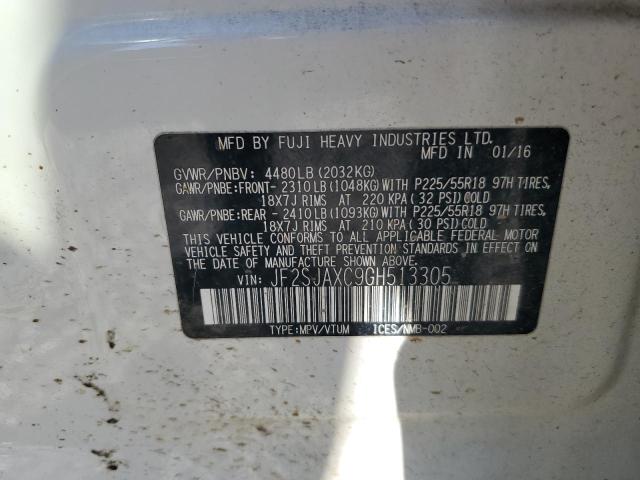 MFD BY FUJI HEAVY INDUSTRIES LTD.
MFD IN 01/16
GVWR/PNBV: 4480LB (2032KG)
GAWR/PNBE:FRONT- 2310LB (1048KG)WITH P225/55R18 97H TIRES,
18X7J RIMS AT 220 KPA ( 32 PSI)COLD
GAWR/PNBE:REAR - 2410LB (1093KG)WITH P225/55R18 97H TIRES,
18X7J RIMS AT 210 KPA ( 30 PSI)COLD
THIS VEHICLE CONFORMS TO ALL APPLICABLE FEDERAL MOTOR
VEHICLE SAFETY AND THEFT PREVENTION STANDARDS IN EFFECT ON
THE DATE OF MANUFACTURE SHOWN ABOVE.
VIN: JF2SJAXC9GH513305
TYPE:MPV/VTUM ICES/NMB-002